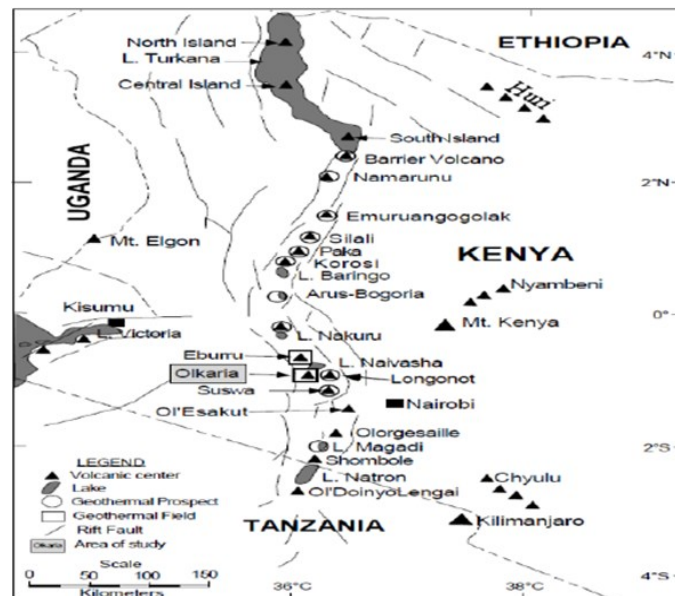 North Island
ETHIOPIA
4°N
L. Turkana
Central Island
Huri
South Island
Barrier Volcano
UGANDA
Namarunu
2°N
Emuruangogolak
Silali
Mt. Elgon
Paka
KENYA
Korosi
L. Baringo
Nyambeni
Arus-Bogoria
Kisumu
0°
Mt. Kenya
L. Victoria
L. Nakuru
Eburru
L. Naivasha
Olkaria
Longonot
Suswa
Nairobi
Ol'Esakut
Olorgesaille
2°S
L. Magadi
LEGEND
Shombole
Volcanic center
L. Natron
Chyulu
Lake
Ol'DoinyoLengai
Geothermal Prospect
Geothermal Field
Kilimanjaro
TANZANIA
Rift Fault
Olkaria Area of study
Scale
0 50 100 150
4°S
Kilometers
36°C
38°C